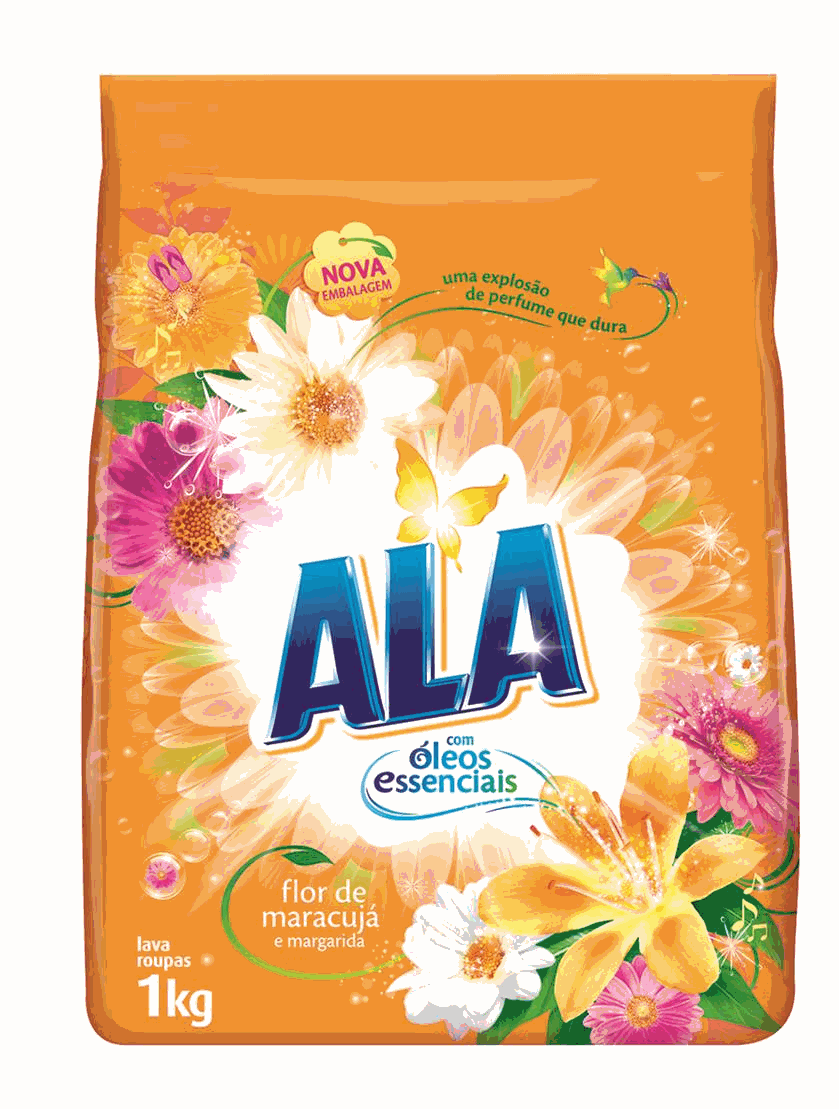 NOVA
EMBALAGEM
uma explosão
de perfume que dura
ALA
com
óleos
essenciais
flor de
maracujá
e margarida
lava
roupas
1kg